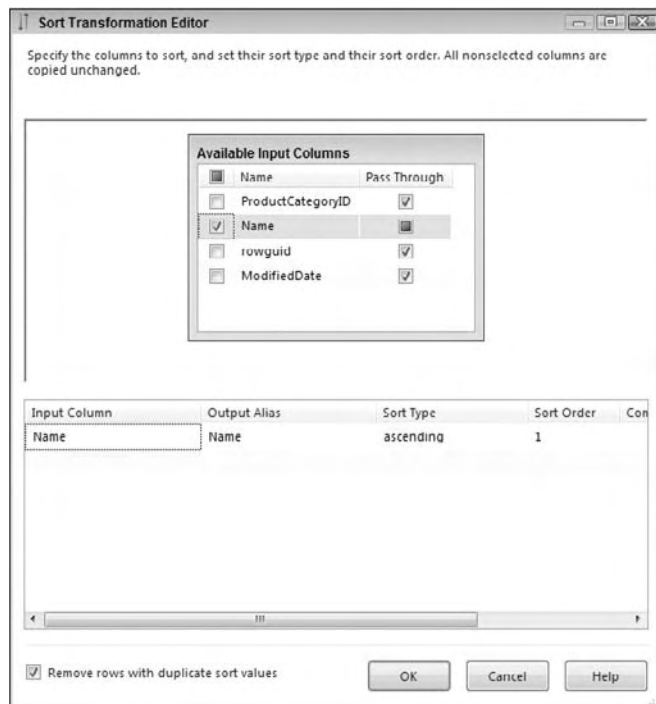 Sort Transformation Editor
Specify the columns to sort, and set their sort type and their sort order. All nonselected columns are
copied unchanged.
Available Input Columns
Name Pass Through
ProductCategoryID
Name
rowguid
ModifiedDate
Input Column Output Alias Sort Type Sort Order Con
Name Name ascending 1
Remove rows with duplicate sort values OK Cancel Help